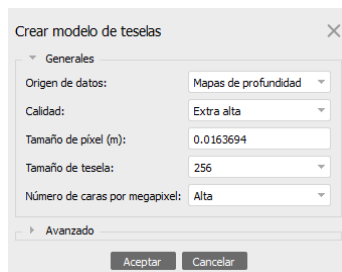 Crear modelo de teselas
Generales
Origen de datos: Mapas de profundidad
Calidad: Extra alta
Tamaño de píxel (m): 0.0163694
Tamaño de tesela: 256
Número de caras por megapixel: Alta
Avanzado
Aceptar Cancelar